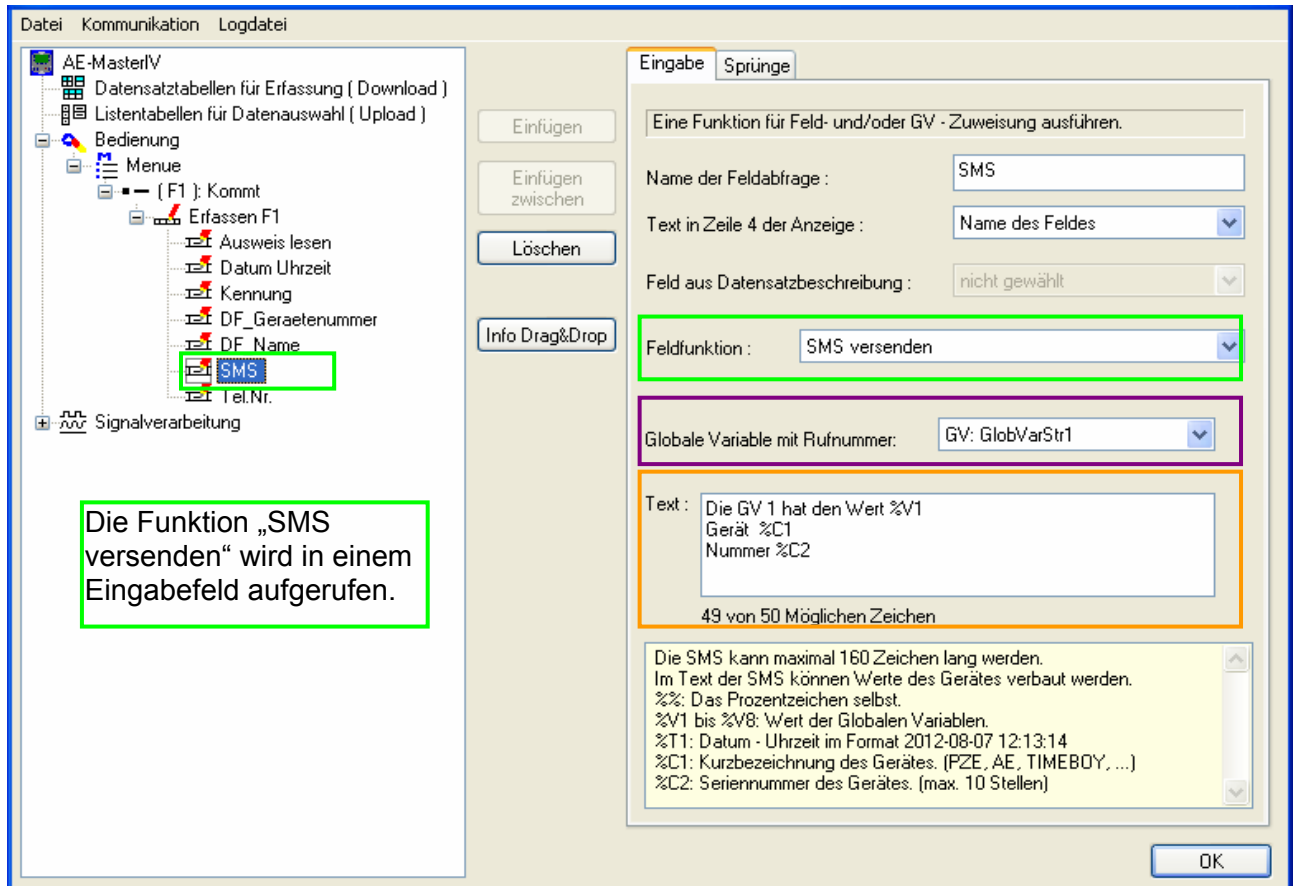 Datei Kommunikation Logdatei
AE-MasterIV
Datensatztabellen für Erfassung ( Download )
Listentabellen für Datenauswahl ( Upload )
Bedienung
Menue
( F1 ): Kommt
Erfassen F1
Ausweis lesen
Datum Uhrzeit
Kennung
DF_Geraetenummer
DF_Name
SMS
Tel.Nr.
Signalverarbeitung
Die Funktion „SMS
versenden“ wird in einem
Eingabefeld aufgerufen.
Einfügen
Einfügen
zwischen
Löschen
Info Drag&Drop
Eingabe Sprünge
Eine Funktion für Feld- und/oder GV - Zuweisung ausführen.
Name der Feldabfrage : SMS
Text in Zeile 4 der Anzeige : Name des Feldes
Feld aus Datensatzbeschreibung : nicht gewählt
Feldfunktion : SMS versenden
Globale Variable mit Rufnummer: GV: GlobVarStr1
Text : Die GV 1 hat den Wert %V1
Gerät %C1
Nummer %C2
49 von 50 Möglichen Zeichen
Die SMS kann maximal 160 Zeichen lang werden.
Im Text der SMS können Werte des Gerätes verbaut werden.
%%: Das Prozentzeichen selbst.
%V1 bis %V8: Wert der Globalen Variablen.
%T1: Datum - Uhrzeit im Format 2012-08-07 12:13:14
%C1: Kurzbezeichnung des Gerätes. (PZE, AE, TIMEBOY, ...)
%C2: Seriennummer des Gerätes. (max. 10 Stellen)
OK